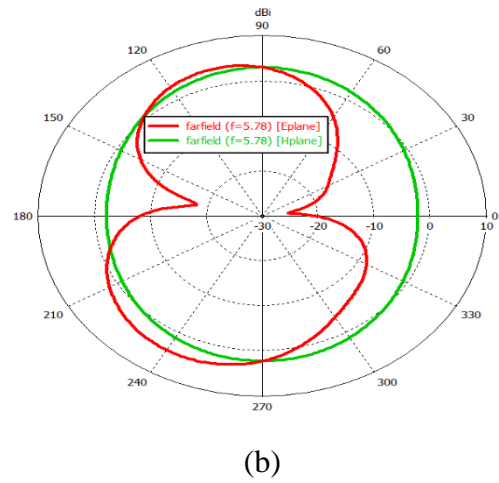 dBi
90
120 60
150 30
farfield (f=5.78) [Eplane]
farfield (f=5.78) [Hplane]
180 0
-30 -20 -10 0 10
210 330
240 300
270
(b)